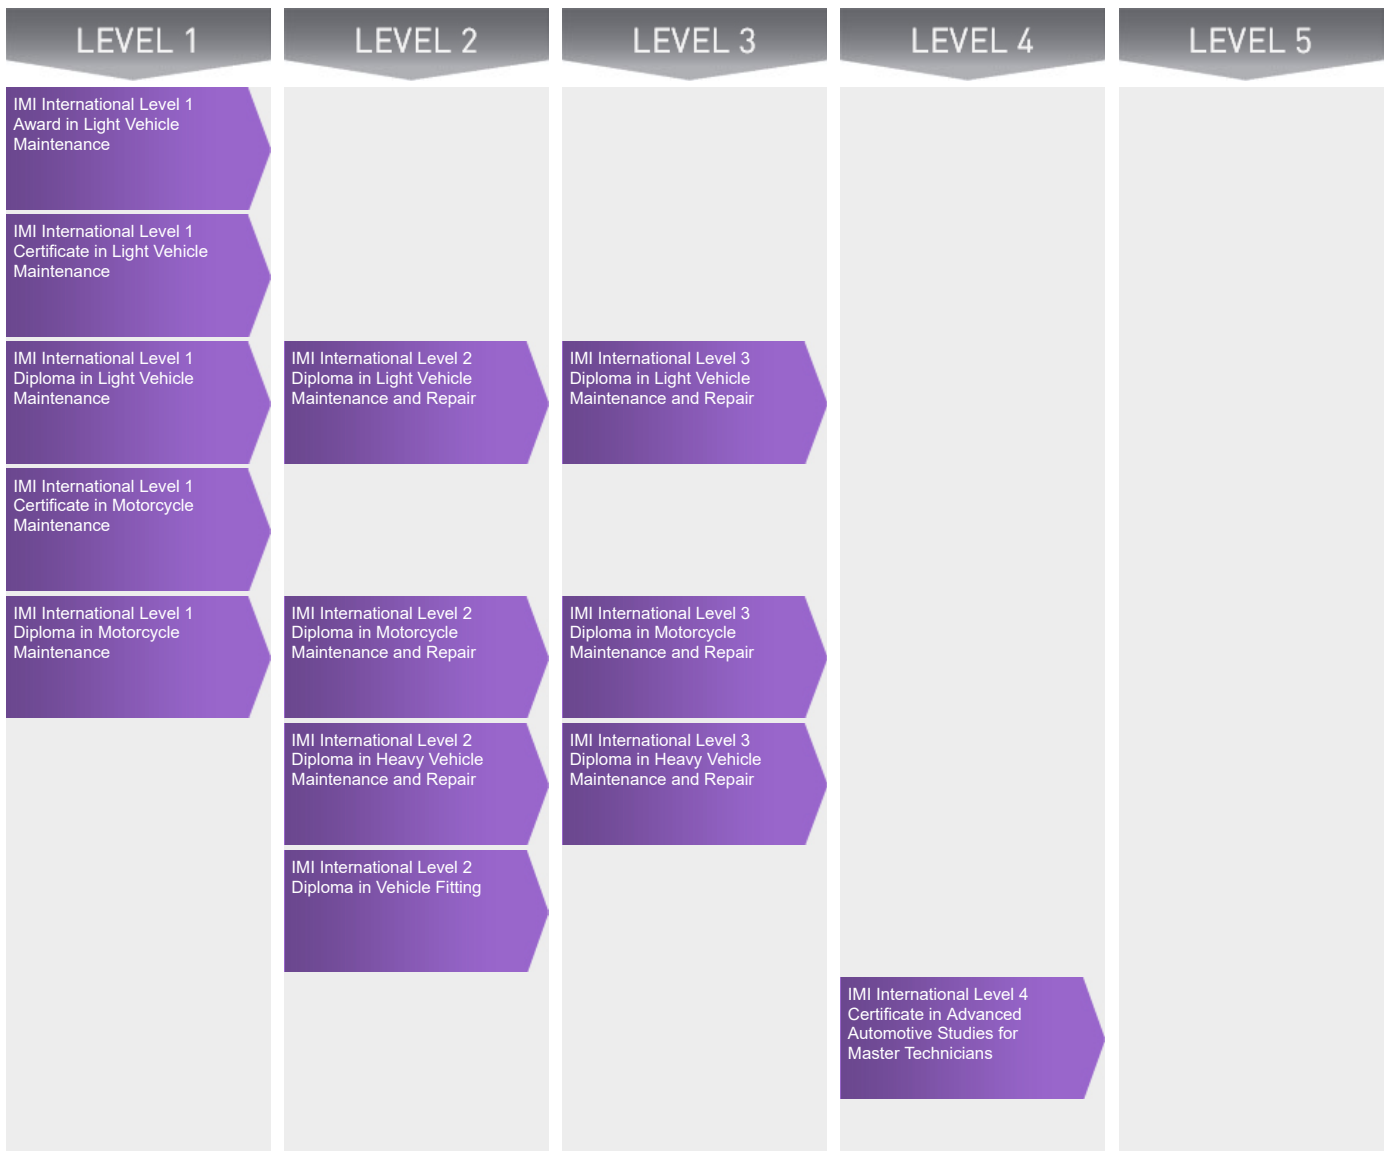 LEVEL 1
LEVEL 2
LEVEL 3
LEVEL 4
LEVEL 5
IMI International Level 1
Award in Light Vehicle
Maintenance
IMI International Level 1
Certificate in Light Vehicle
Maintenance
IMI International Level 1
Diploma in Light Vehicle
Maintenance
IMI International Level 2
Diploma in Light Vehicle
Maintenance and Repair
IMI International Level 3
Diploma in Light Vehicle
Maintenance and Repair
IMI International Level 1
Certificate in Motorcycle
Maintenance
IMI International Level 1
Diploma in Motorcycle
Maintenance
IMI International Level 2
Diploma in Motorcycle
Maintenance and Repair
IMI International Level 3
Diploma in Motorcycle
Maintenance and Repair
IMI International Level 2
Diploma in Heavy Vehicle
Maintenance and Repair
IMI International Level 3
Diploma in Heavy Vehicle
Maintenance and Repair
IMI International Level 2
Diploma in Vehicle Fitting
IMI International Level 4
Certificate in Advanced
Automotive Studies for
Master Technicians